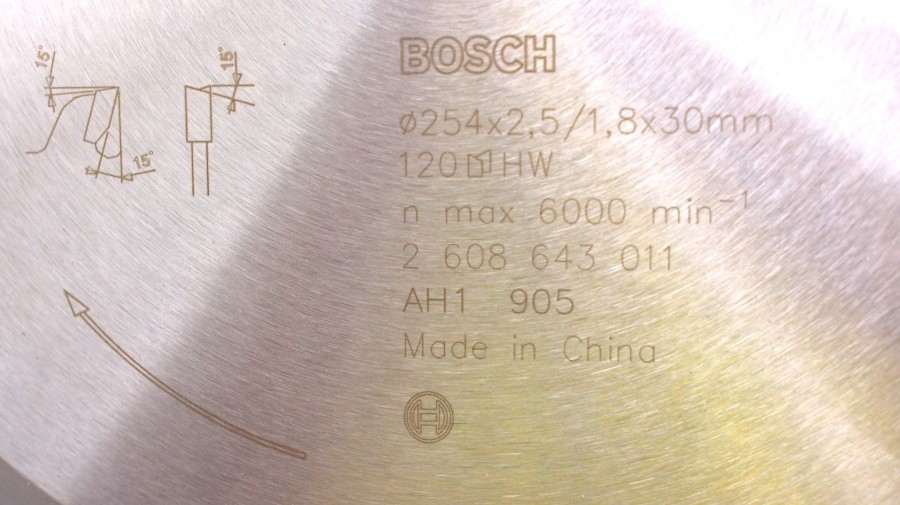 BOSCH
ø254x2,5/1,8x30mm
120 HW
n max 6000 min⁻¹
2 608 643 011
AH1 905
Made in China
15°
15°
15°